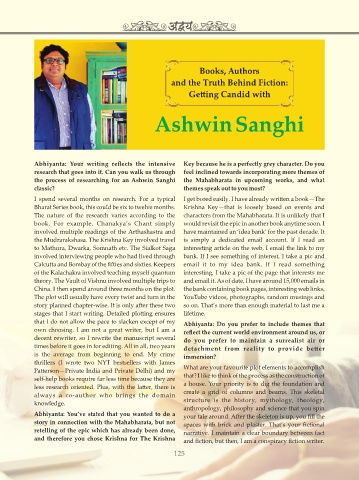 अद्वय
Books, Authors
and the Truth Behind Fiction:
Getting Candid with
Ashwin Sanghi
Abhiyanta: Your writing reflects the intensive
research that goes into it. Can you walk us through
the process of researching for an Ashwin Sanghi
classic?
I spend several months on research. For a typical
Bharat Series book, this could be six to twelve months.
The nature of the research varies according to the
book. For example, Chanakya's Chant simply
involved multiple readings of the Arthashastra and
the Mudrarakshasa. The Krishna Key involved travel
to Mathura, Dwarka, Somnath etc. The Sialkot Saga
involved interviewing people who had lived through
Calcutta and Bombay of the fifties and sixties. Keepers
of the Kalachakra involved teaching myself quantum
theory. The Vault of Vishnu involved multiple trips to
China. I then spend around three months on the plot.
The plot will usually have every twist and turn in the
story planned chapter-wise. It is only after these two
stages that I start writing. Detailed plotting ensures
that I do not allow the pace to slacken except of my
own choosing. I am not a great writer, but I am a
decent rewriter, so I rewrite the manuscript several
times before it goes in for editing. All in all, two years
is the average from beginning to end. My crime
thrillers (I wrote two NYT bestsellers with James
Patterson—Private India and Private Delhi) and my
self-help books require far less time because they are
less research oriented. Plus, with the latter, there is
always a co-author who brings the domain
knowledge.
Abhiyanta: You've stated that you wanted to do a
story in connection with the Mahabharata, but not
retelling of the epic which has already been done,
and therefore you chose Krishna for The Krishna
Key because he is a perfectly grey character. Do you
feel inclined towards incorporating more themes of
the Mahabharata in upcoming works, and what
themes speak out to you most?
I get bored easily. I have already written a book—The
Krishna Key—that is loosely based on events and
characters from the Mahabharata. It is unlikely that I
would revisit the epic in another book anytime soon. I
have maintained an 'idea bank' for the past decade. It
is simply a dedicated email account. If I read an
interesting article on the web, I email the link to my
bank. If I see something of interest, I take a pic and
email it to my idea bank. If I read something
interesting, I take a pic of the page that interests me
and email it. As of date, I have around 15,000 emails in
the bank containing book pages, interesting web links,
YouTube videos, photographs, random musings and
so on. That's more than enough material to last me a
lifetime.
Abhiyanta: Do you prefer to include themes that
reflect the current world environment around us, or
do you prefer to maintain a surrealist air or
detachment from reality to provide better
immersion?
What are your favourite plot elements to accomplish
that? I like to think of the process as the construction of
a house. Your priority is to dig the foundation and
create a grid of columns and beams. This skeletal
structure is the history, mythology, theology,
anthropology, philosophy and science that you spin
your tale around. After the skeleton is up, you fill the
spaces with brick and plaster. That's your fictional
narrative. I maintain a clear boundary between fact
and fiction, but then, I am a conspiracy fiction writer.
125